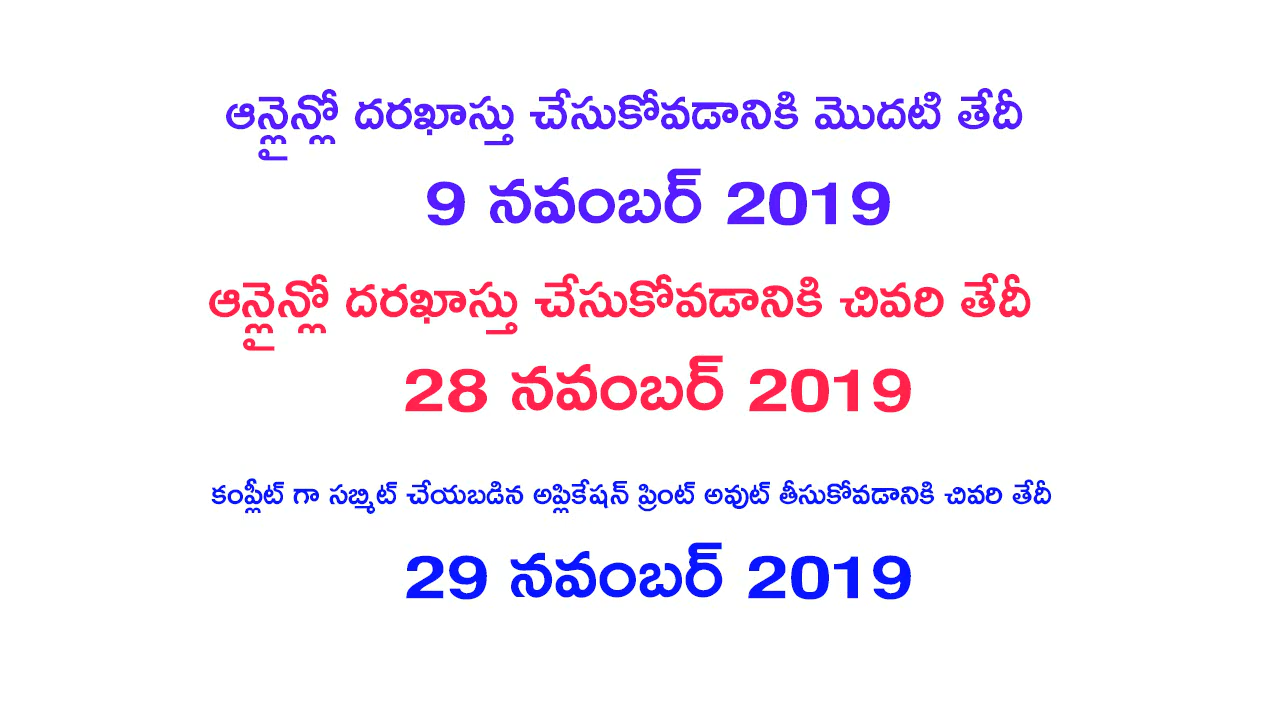 ఆన్లైన్లో దరఖాస్తు చేసుకోవడానికి మొదటి తేదీ
9 నవంబర్ 2019
ఆన్లైన్లో దరఖాస్తు చేసుకోవడానికి చివరి తేదీ
28 నవంబర్ 2019
కంప్లీట్ గా సబ్మిట్ చేయబడిన అప్లికేషన్ ప్రింట్ అవుట్ తీసుకోవడానికి చివరి తేదీ
29 నవంబర్ 2019